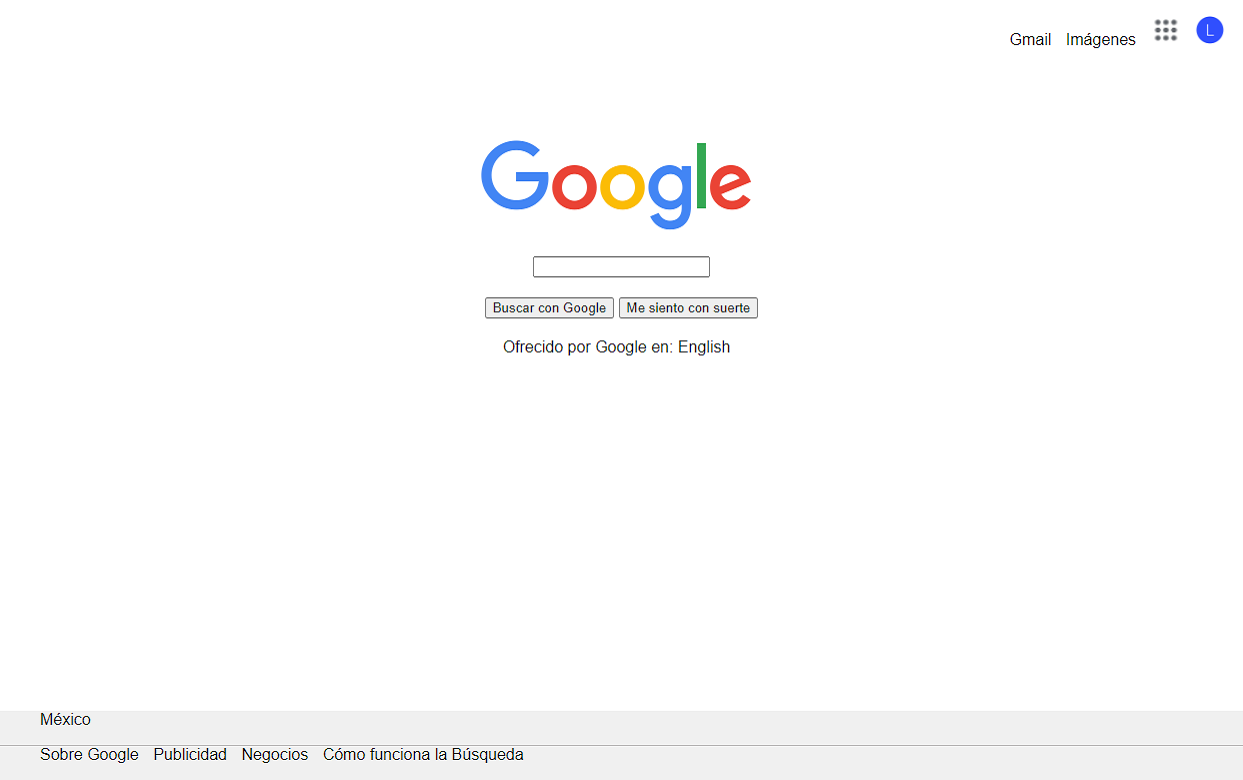 Gmail Imágenes L
Google
Buscar con Google Me siento con suerte
Ofrecido por Google en: English
México
Sobre Google Publicidad Negocios Cómo funciona la Búsqueda